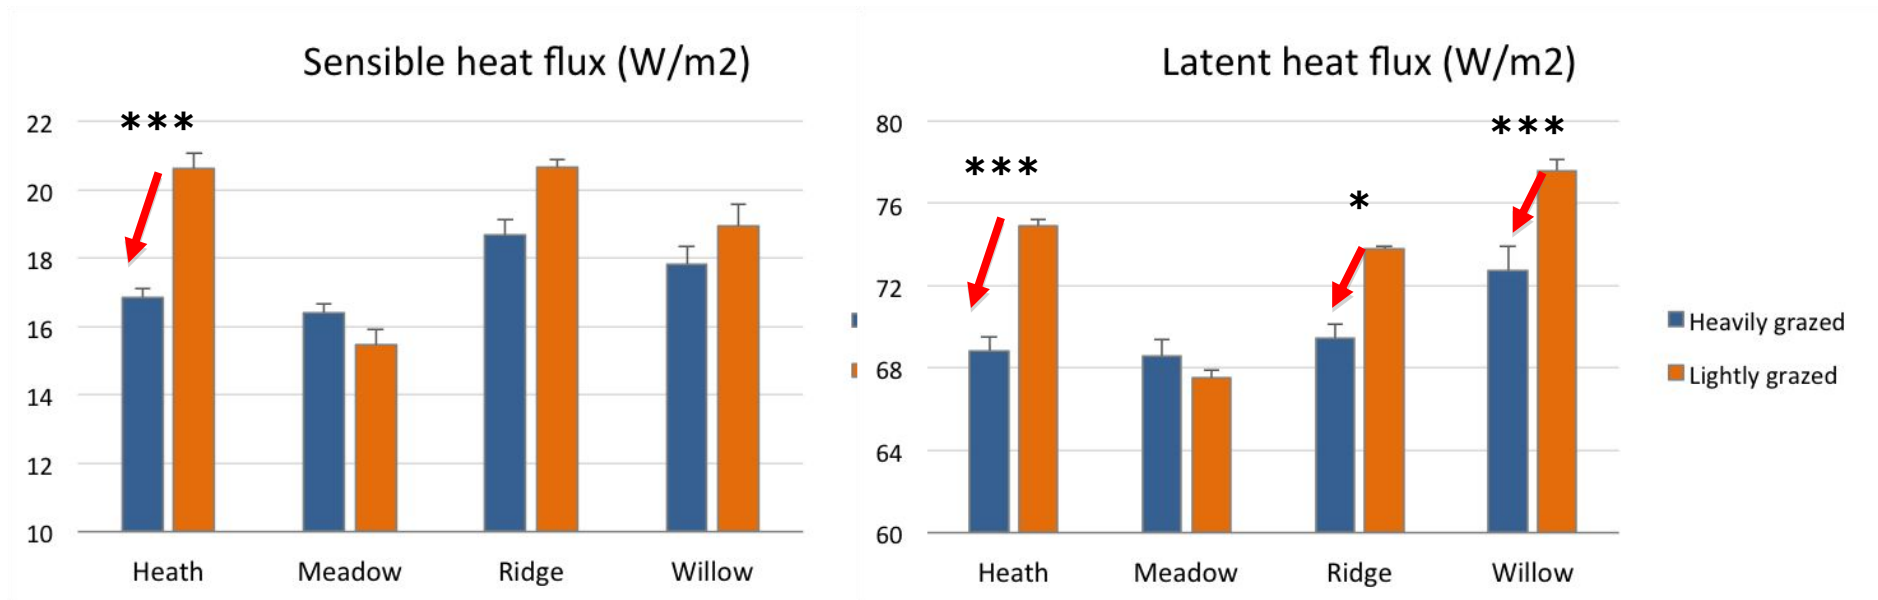 Sensible heat flux (W/m2)
***
22
20
18
16
14
12
10
Heath Meadow Ridge Willow
Latent heat flux (W/m2)
80
***
***
76
*
72
68
64
60
Heath Meadow Ridge Willow
Heavily grazed
Lightly grazed